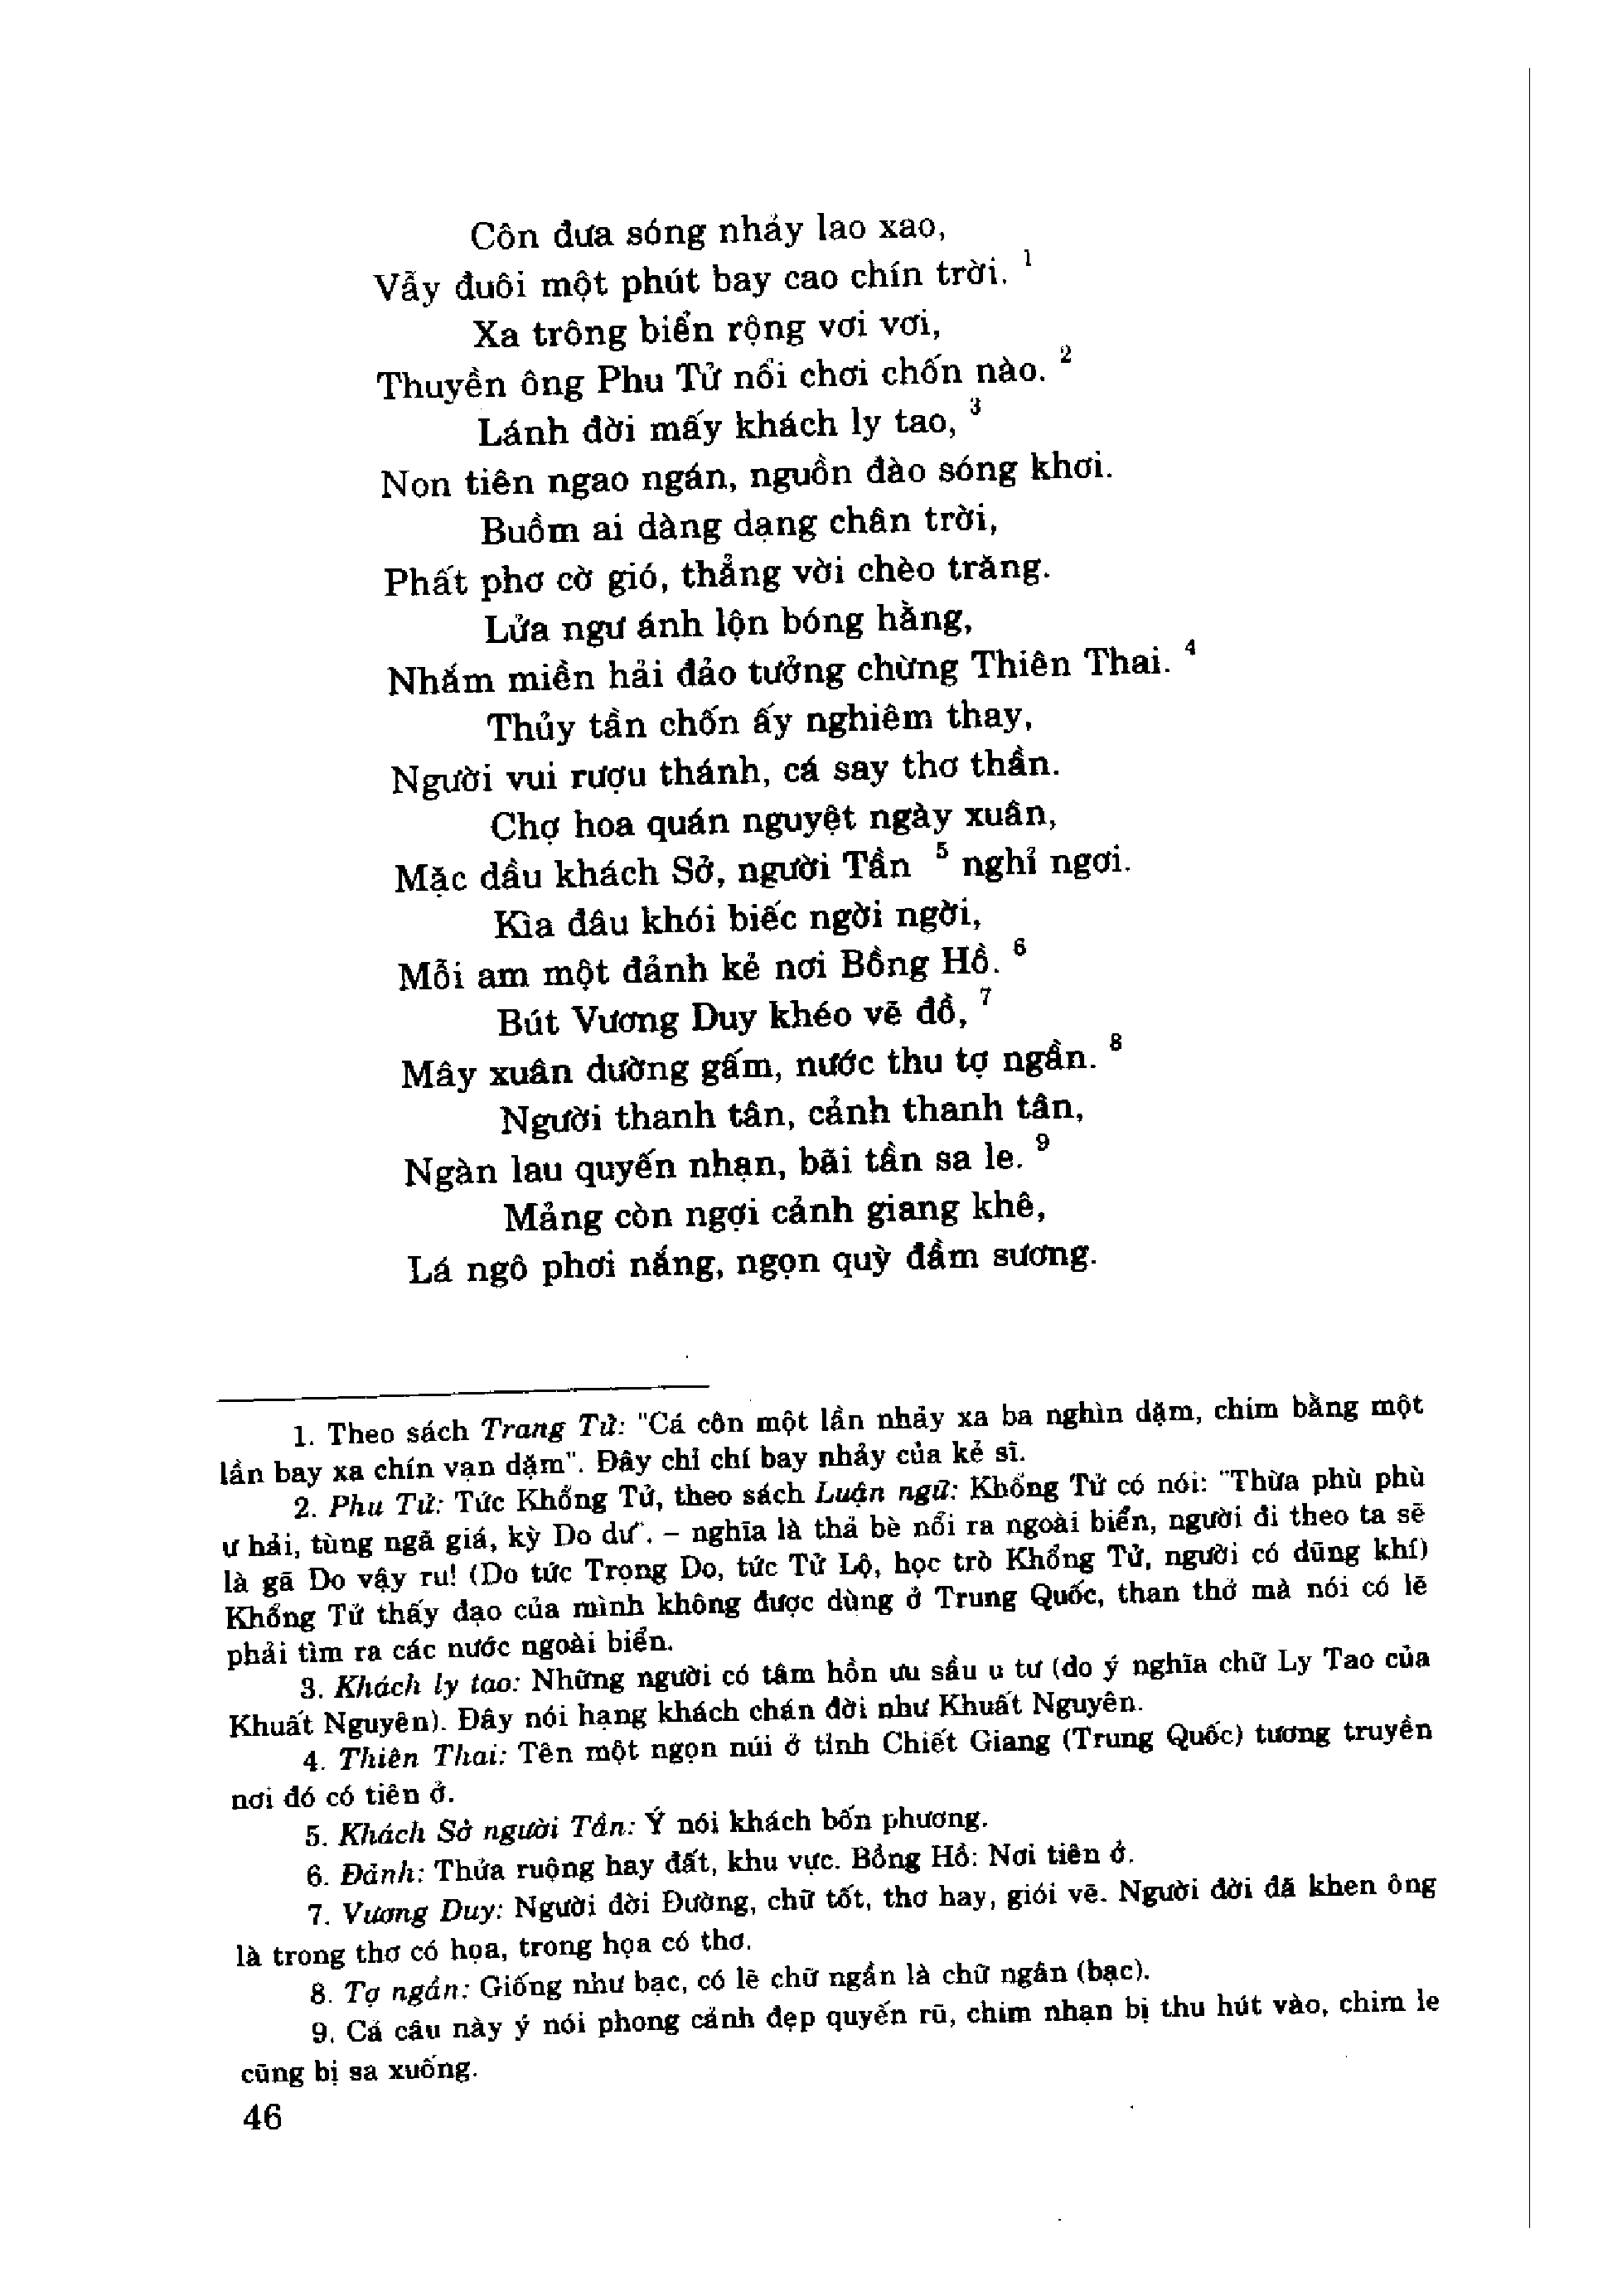 Côn đưa sóng nhảy lao xao,
Vẫy đuôi một phút bay cao chín trời. 1
Xa trông biển rộng vơi vơi,
Thuyền ông Phu Tử nổi chơi chốn nào. 2
Lánh đời mấy khách ly tao, 3
Non tiên ngao ngán, nguồn đào sóng khơi.
Buồm ai dàng dạng chân trời,
Phất phơ cờ gió, thẳng vời chèo trăng.
Lửa ngư ánh lộn bóng hằng,
Nhắm miền hải đảo tưởng chừng Thiên Thai. 4
Thủy tần chốn ấy nghiêm thay,
Người vui rượu thánh, cá say thơ thần.
Chợ hoa quán nguyệt ngày xuân,
Mặc dầu khách Sở, người Tần 5 nghỉ ngơi.
Kìa đâu khói biếc ngời ngời,
Mỗi am một đảnh kẻ nơi Bồng Hồ. 6
Bút Vương Duy khéo vẽ đồ, 7
Mây xuân dường gấm, nước thu tợ ngần. 8
Người thanh tân, cảnh thanh tân,
Ngàn lau quyến nhạn, bãi tần sa le. 9
Mảng còn ngợi cảnh giang khê,
Lá ngô phơi nắng, ngọn quỳ đầm sương.
1. Theo sách Trang Tử: "Cá côn một lần nhảy xa ba nghìn dặm, chim bằng một
lần bay xa chín vạn dặm". Đây chỉ chí bay nhảy của kẻ sĩ.
2. Phu Tử: Tức Khổng Tử, theo sách Luận ngữ: Khổng Tử có nói: "Thừa phù phù
ư hải, tùng ngã giả, kỳ Do dư". – nghĩa là thả bè nổi ra ngoài biển, người đi theo ta sẽ
là gã Do vậy ru! (Do tức Trọng Do, tức Tử Lộ, học trò Khổng Tử, người có dũng khí)
Khổng Tử thấy đạo của mình không được dùng ở Trung Quốc, than thở mà nói có lẽ
phải tìm ra các nước ngoài biển.
3. Khách ly tao: Những người có tâm hồn ưu sầu u tư (do ý nghĩa chữ Ly Tao của
Khuất Nguyên). Đây nói hạng khách chán đời như Khuất Nguyên.
4. Thiên Thai: Tên một ngọn núi ở tỉnh Chiết Giang (Trung Quốc) tương truyền
nơi đó có tiên ở.
5. Khách Sở người Tần: Ý nói khách bốn phương.
6. Đảnh: Thửa ruộng hay đất, khu vực. Bồng Hồ: Nơi tiên ở.
7. Vương Duy: Người đời Đường, chữ tốt, thơ hay, giỏi vẽ. Người đời đã khen ông
là trong thơ có họa, trong họa có thơ.
8. Tợ ngần: Giống như bạc, có lẽ chữ ngần là chữ ngân (bạc).
9. Cả câu này ý nói phong cảnh đẹp quyến rũ, chim nhạn bị thu hút vào, chim le
cũng bị sa xuống.
46